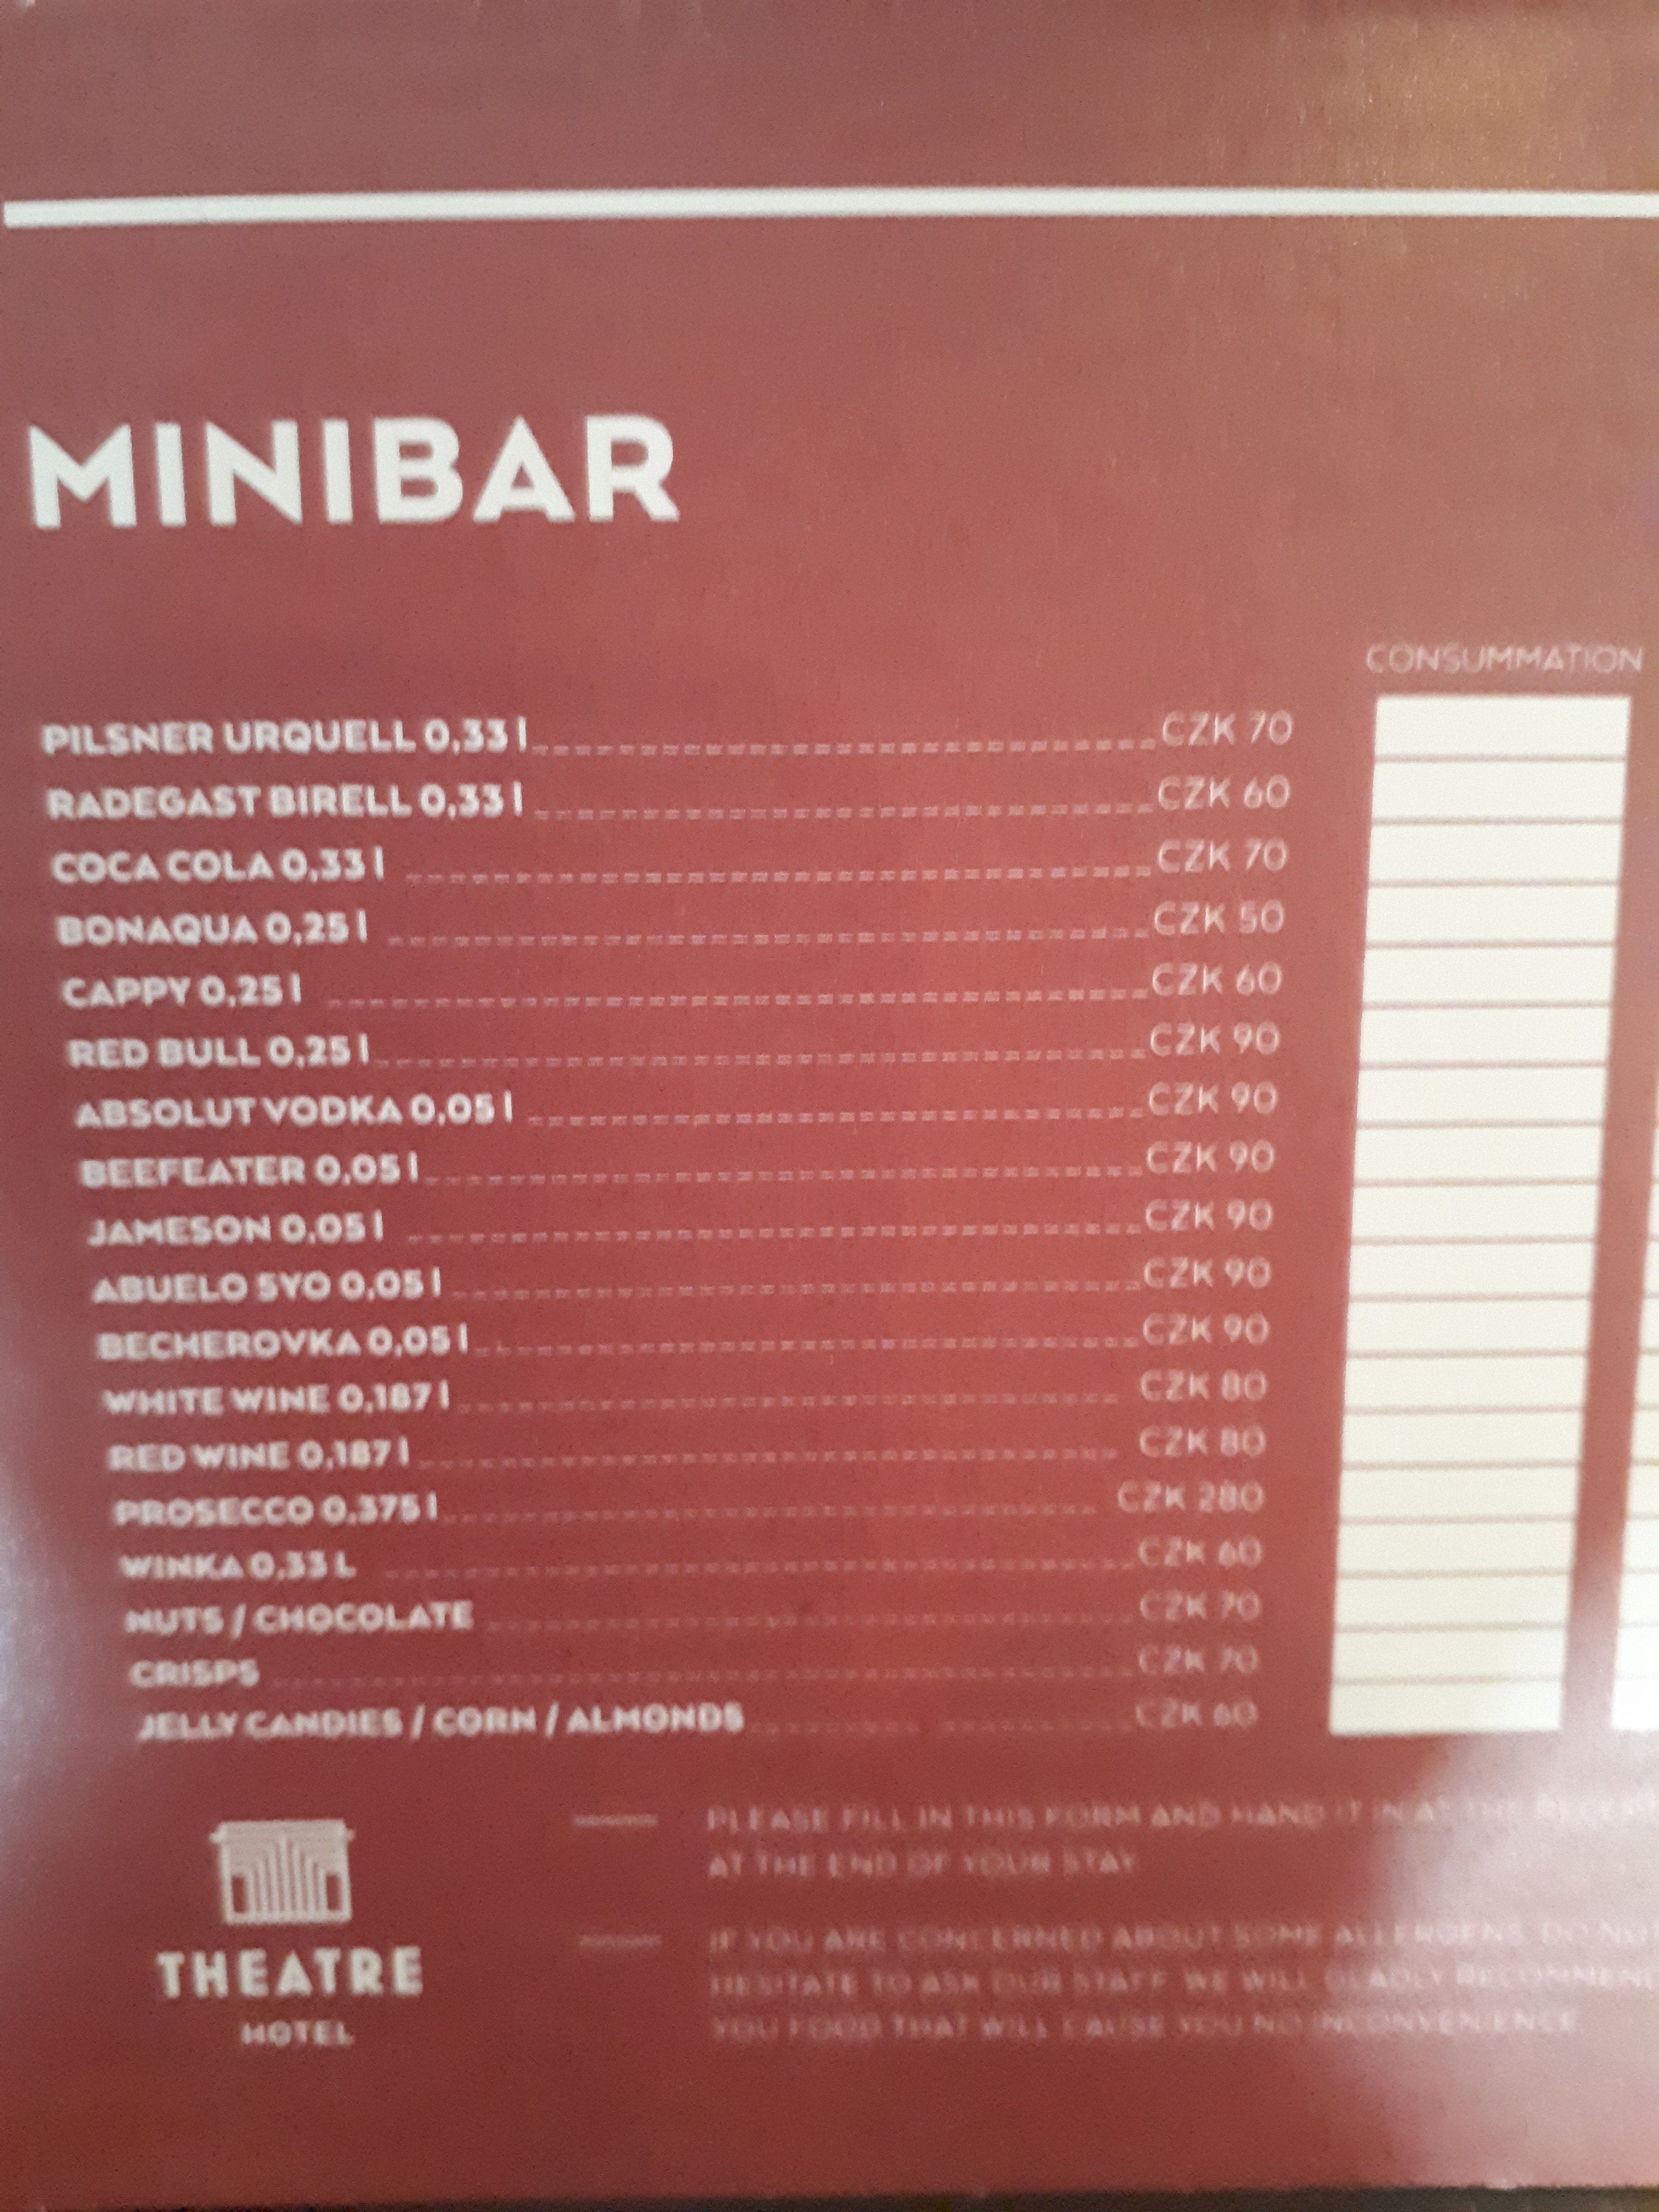 MINIBAR
CONSUMMATION
PILSNER URQUELL 0,33 l CZK 70
RADEGAST BIRELL 0,33 l CZK 60
COCA COLA 0,33 l CZK 70
BONAQUA 0,25 l CZK 50
CAPPY 0,25 l CZK 60
RED BULL 0,25 l CZK 90
ABSOLUT VODKA 0,05 l CZK 90
BEEFEATER 0,05 l CZK 90
JAMESON 0,05 l CZK 90
ABUELO 5YO 0,05 l CZK 90
BECHEROVKA 0,05 l CZK 90
WHITE WINE 0,187 l CZK 80
RED WINE 0,187 l CZK 80
PROSECCO 0,375 l CZK 280
WINKA 0,33 L CZK 60
NUTS / CHOCOLATE CZK 70
CRISPS CZK 70
JELLY CANDIES / CORN / ALMONDS CZK 60
PLEASE FILL IN THIS FORM AND HAND IT IN AT THE
AT THE END OF YOUR STAY
IF YOU ARE CONCERNED ABOUT SOME ALLERGENS DO
HESITATE TO ASK OUR STAFF WE WILL GLADLY
YOU FOOD THAT WILL CAUSE YOU NO INCONVENIENCE
THEATRE
HOTEL